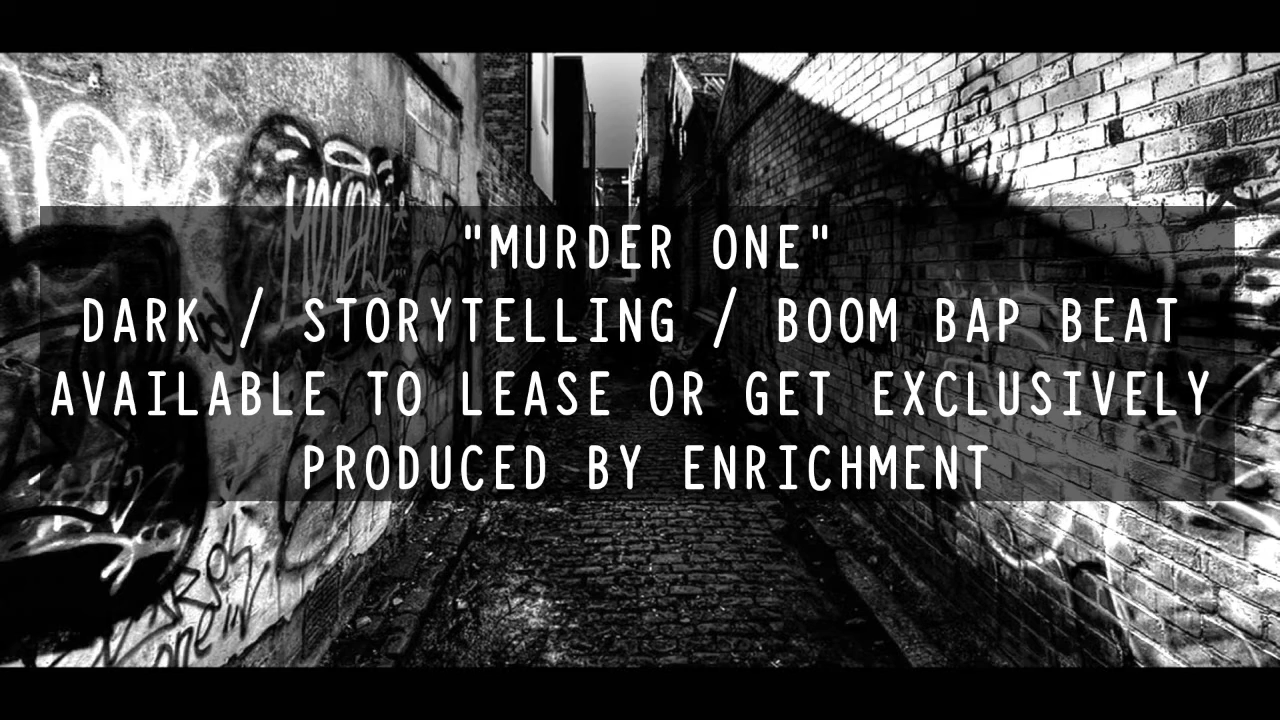 "MURDER ONE"
DARK / STORYTELLING / BOOM BAP BEAT
AVAILABLE TO LEASE OR GET EXCLUSIVELY
PRODUCED BY ENRICHMENT